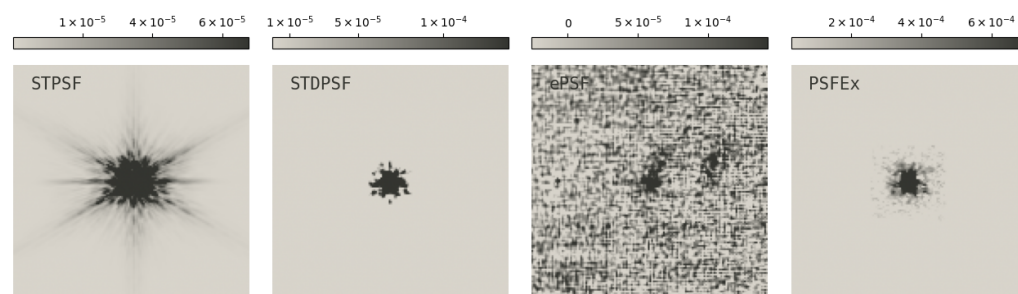 1 × 10⁻⁵ 4 × 10⁻⁵ 6 × 10⁻⁵ 1 × 10⁻⁵ 5 × 10⁻⁵ 1 × 10⁻⁴ 0 5 × 10⁻⁵ 1 × 10⁻⁴ 2 × 10⁻⁴ 4 × 10⁻⁴ 6 × 10⁻⁴
STPSF STDPSF ePSF PSFEx